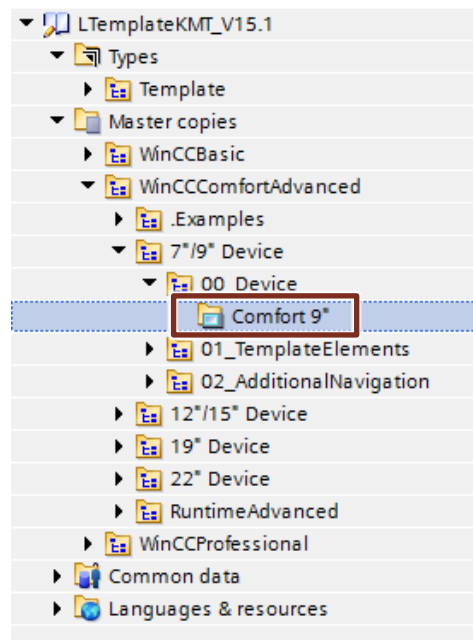 LTemplateKMT_V15.1
Types
Template
Master copies
WinCCBasic
WinCCComfortAdvanced
.Examples
7"/9" Device
00_Device
Comfort 9"
01_TemplateElements
02_AdditionalNavigation
12"/15" Device
19" Device
22" Device
RuntimeAdvanced
WinCCProfessional
Common data
Languages & resources